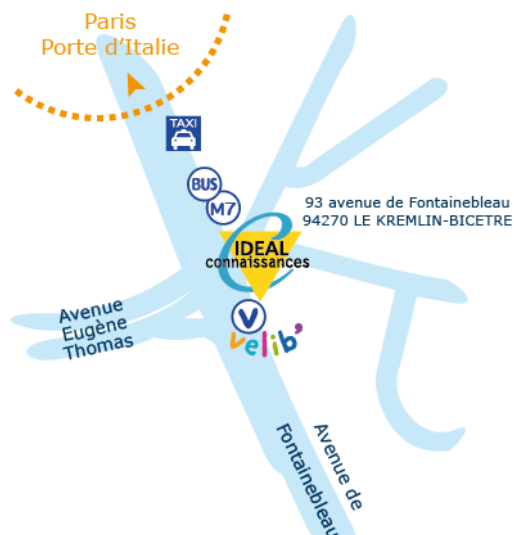 Paris
Porte d'Italie
TAXI
BUS
M7
93 avenue de Fontainebleau
94270 LE KREMLIN-BICETRE
IDEAL
connaissances
Avenue
Eugène
Thomas
V
velib'
Avenue de
Fontainebleau